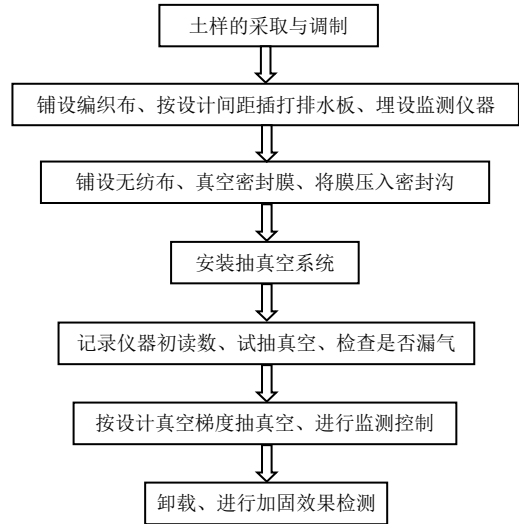 土样的采取与调制
铺设编织布、按设计间距插打排水板、埋设监测仪器
铺设无纺布、真空密封膜、将膜压入密封沟
安装抽真空系统
记录仪器初读数、试抽真空、检查是否漏气
按设计真空梯度抽真空、进行监测控制
卸载、进行加固效果检测